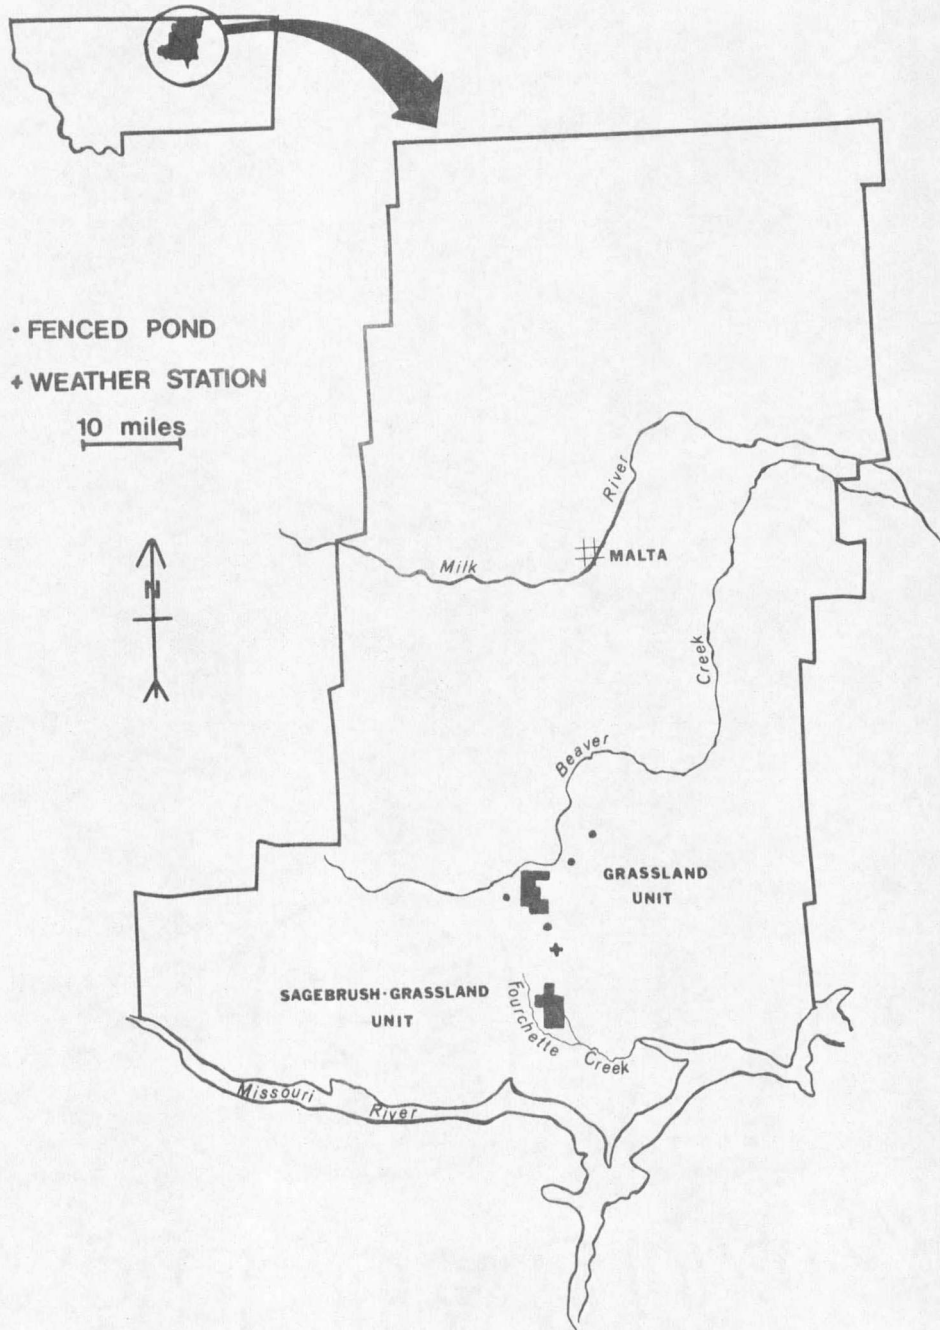 • FENCED POND
+ WEATHER STATION
10 miles
N
River
Milk
MALTA
Creek
Beaver
GRASSLAND
UNIT
SAGEBRUSH-GRASSLAND
UNIT
Fourchette
Creek
Missouri
River